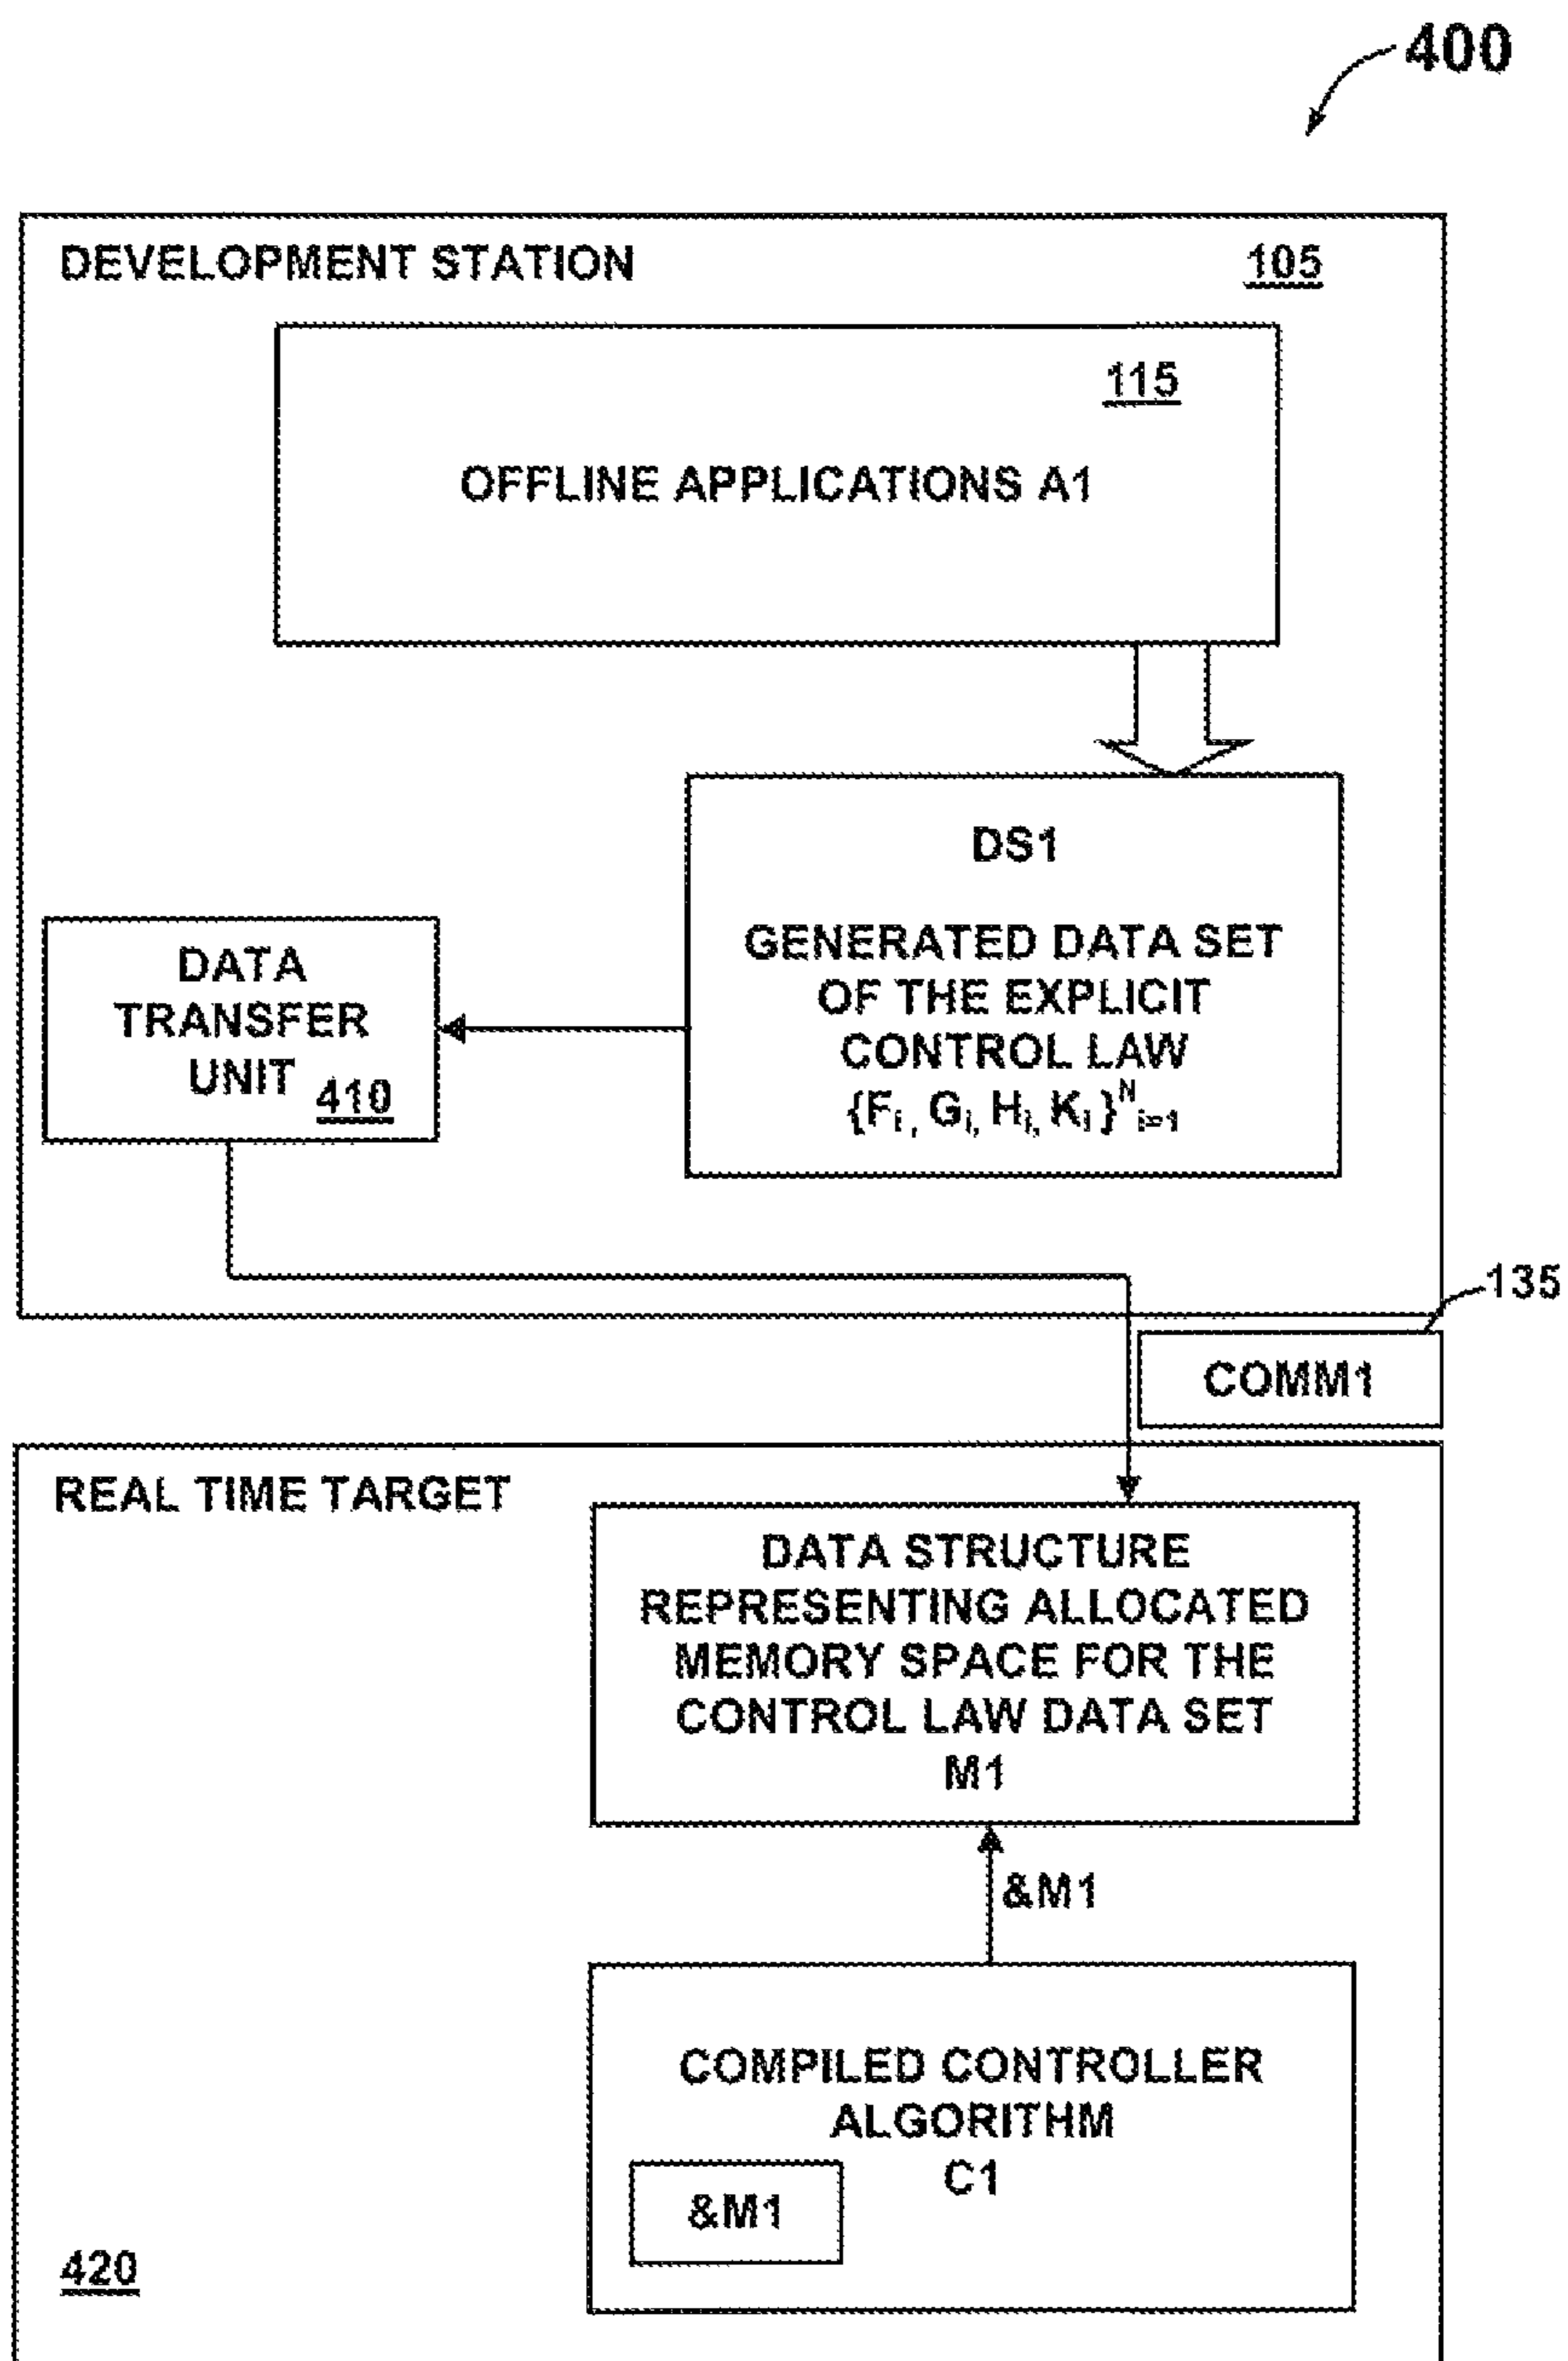 400
DEVELOPMENT STATION 105
115
OFFLINE APPLICATIONS A1
DS1
GENERATED DATA SET
OF THE EXPLICIT
CONTROL LAW
{Fᵢ, Gᵢ, Hᵢ, Kᵢ}ᴺᵢ₌₁
DATA
TRANSFER
UNIT 410
135
COMM1
REAL TIME TARGET
DATA STRUCTURE
REPRESENTING ALLOCATED
MEMORY SPACE FOR THE
CONTROL LAW DATA SET
M1
&M1
COMPILED CONTROLLER
ALGORITHM
C1
&M1
420